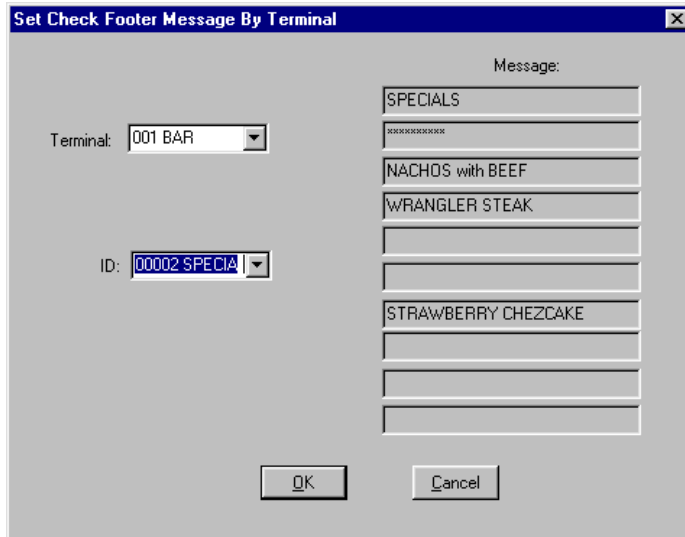 Set Check Footer Message By Terminal
Message:
SPECIALS
Terminal: 001 BAR
**********
NACHOS with BEEF
WRANGLER STEAK
ID: 00002 SPECIA
STRAWBERRY CHEZCAKE
OK Cancel